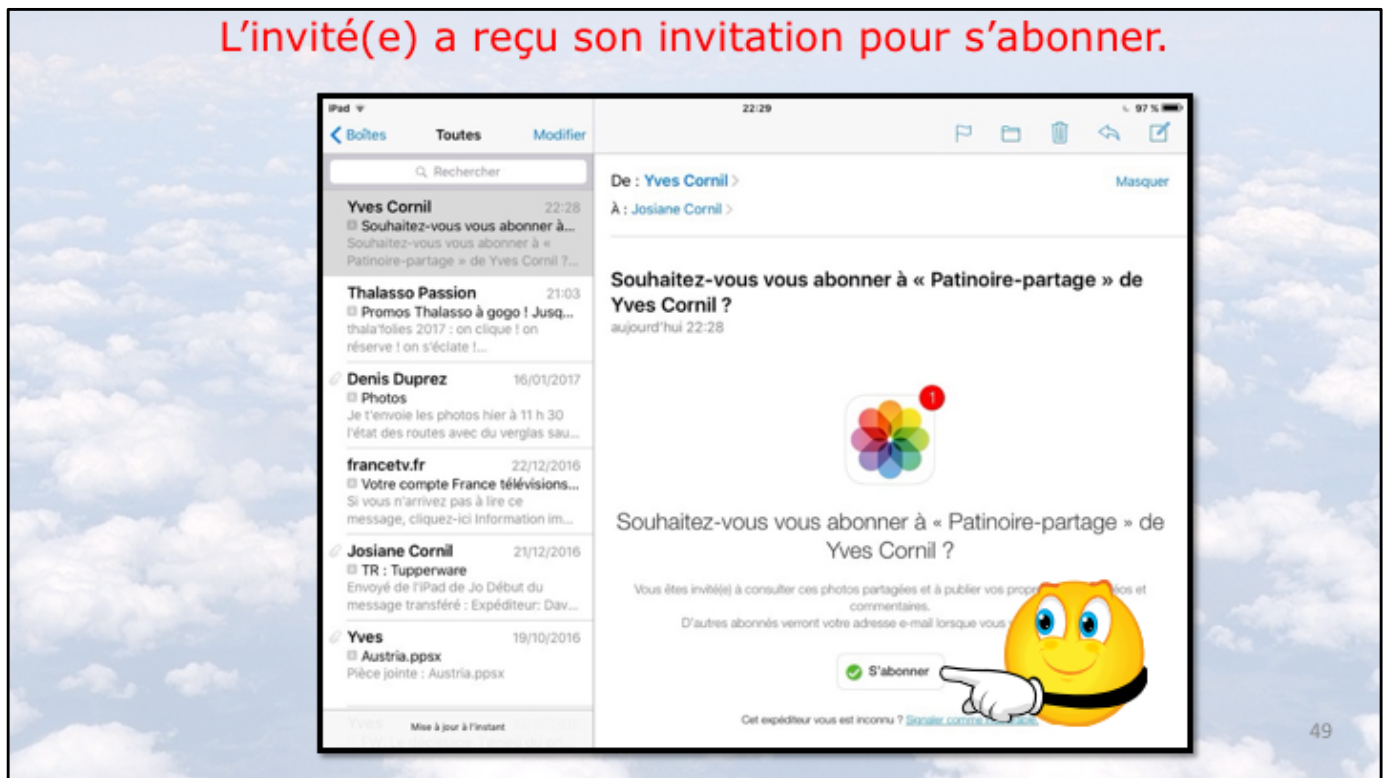 L’invité(e) a reçu son invitation pour s’abonner.
iPad
22:29
97 %
Boîtes Toutes Modifier
Rechercher
Yves Cornil 22:28
Souhaitez-vous vous abonner à...
Souhaitez-vous vous abonner à «
Patinoire-partage » de Yves Cornil ?...
Thalasso Passion 21:03
Promos Thalasso à gogo ! Jusq...
thala'folies 2017 : on clique ! on
réserve ! on s'éclate !...
Denis Duprez 16/01/2017
Photos
Je t'envoie les photos hier à 11 h 30
l'état des routes avec du verglas sau...
francetv.fr 22/12/2016
Votre compte France télévisions...
Si vous n'arrivez pas à lire ce
message, cliquez-ici Information im...
Josiane Cornil 21/12/2016
TR : Tupperware
Envoyé de l'iPad de Jo Début du
message transféré : Expéditeur: Dav...
Yves 19/10/2016
Austria.ppsx
Pièce jointe : Austria.ppsx
Yves
Mise à jour à l'instant
De : Yves Cornil
Masquer
À : Josiane Cornil
Souhaitez-vous vous abonner à « Patinoire-partage » de
Yves Cornil ?
aujourd'hui 22:28
1
Souhaitez-vous vous abonner à « Patinoire-partage » de
Yves Cornil ?
Vous êtes invité(e) à consulter ces photos partagées et à publier vos et
commentaires.
D'autres abonnés verront votre adresse e-mail lorsque vous
S'abonner
Cet expéditeur vous est inconnu ? Signaler comme
49